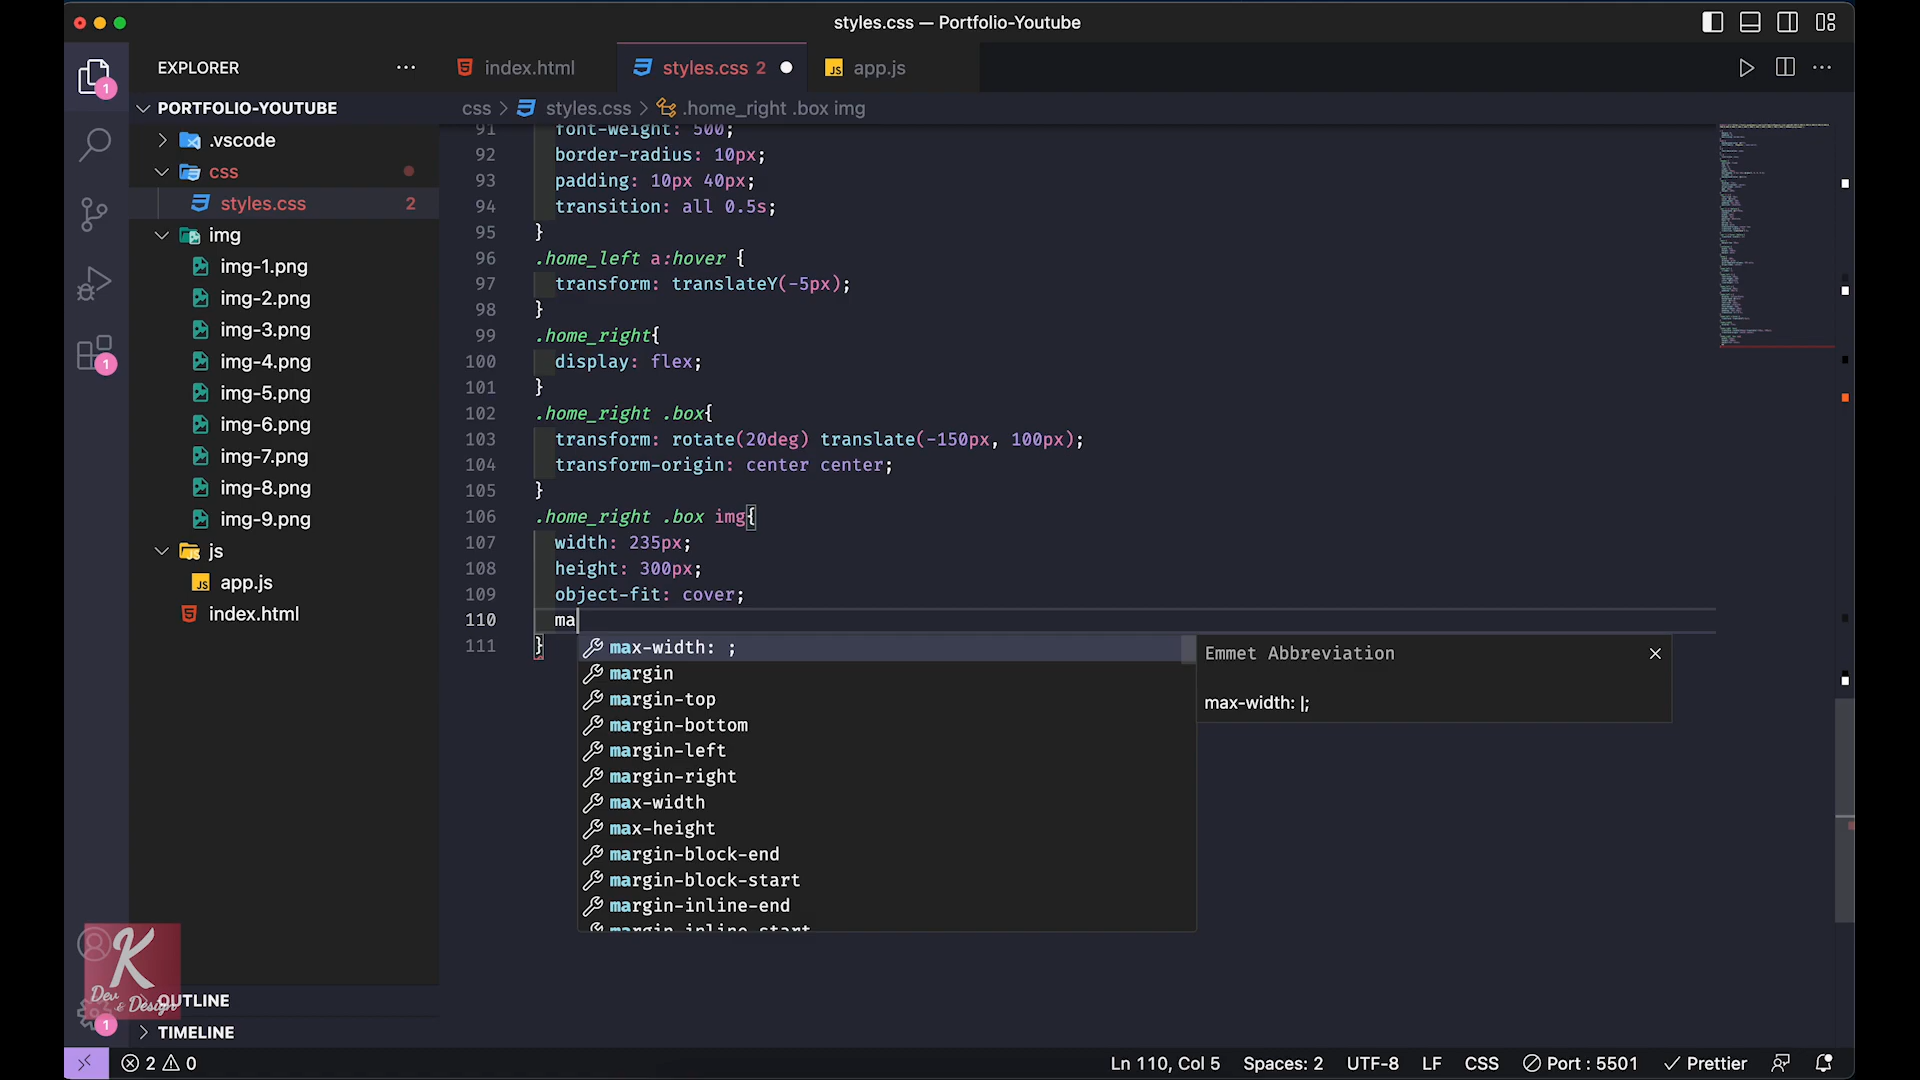 styles.css — Portfolio-Youtube
EXPLORER
index.html
styles.css 2
JS app.js
PORTFOLIO-YOUTUBE
css > styles.css > .home_right .box img
.vscode
css
styles.css 2
img
img-1.png
img-2.png
img-3.png
img-4.png
img-5.png
img-6.png
img-7.png
img-8.png
img-9.png
js
JS app.js
index.html
OUTLINE
TIMELINE
1
1
1
K
Dev & Design
91 font-weight: 500;
92 border-radius: 10px;
93 padding: 10px 40px;
94 transition: all 0.5s;
95 }
96 .home_left a:hover {
97 transform: translateY(-5px);
98 }
99 .home_right{
100 display: flex;
101 }
102 .home_right .box{
103 transform: rotate(20deg) translate(-150px, 100px);
104 transform-origin: center center;
105 }
106 .home_right .box img{
107 width: 235px;
108 height: 300px;
109 object-fit: cover;
110 ma
111 }
max-width: ;
margin
margin-top
margin-bottom
margin-left
margin-right
max-width
max-height
margin-block-end
margin-block-start
margin-inline-end
margin-inline-start
Emmet Abbreviation
max-width: |;
2 0
Ln 110, Col 5
Spaces: 2
UTF-8
LF
CSS
Port : 5501
Prettier